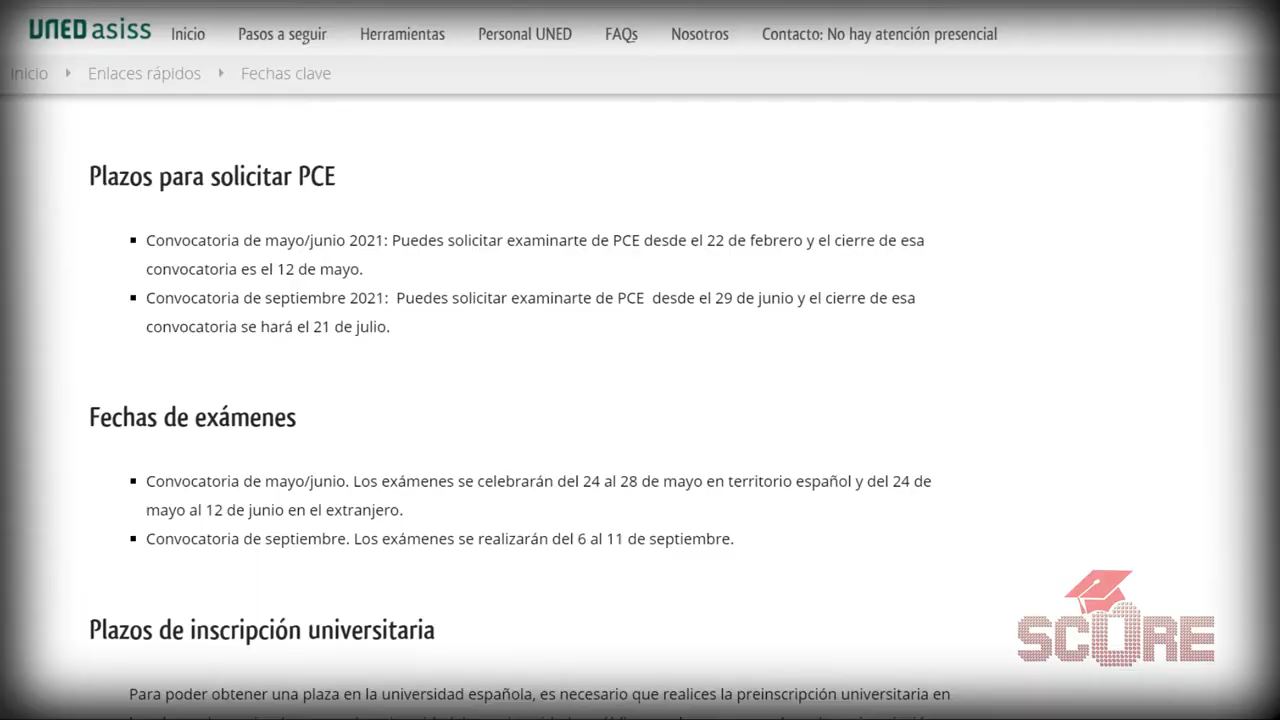 UNED asiss Inicio Pasos a seguir Herramientas Personal UNED FAQs Nosotros Contacto: No hay atención presencial
Inicio Enlaces rápidos Fechas clave
Plazos para solicitar PCE
Convocatoria de mayo/junio 2021: Puedes solicitar examinarte de PCE desde el 22 de febrero y el cierre de esa
convocatoria es el 12 de mayo.
Convocatoria de septiembre 2021: Puedes solicitar examinarte de PCE desde el 29 de junio y el cierre de esa
convocatoria se hará el 21 de julio.
Fechas de exámenes
Convocatoria de mayo/junio. Los exámenes se celebrarán del 24 al 28 de mayo en territorio español y del 24 de
mayo al 12 de junio en el extranjero.
Convocatoria de septiembre. Los exámenes se realizarán del 6 al 11 de septiembre.
SCORE
Plazos de inscripción universitaria
Para poder obtener una plaza en la universidad española, es necesario que realices la preinscripción universitaria en